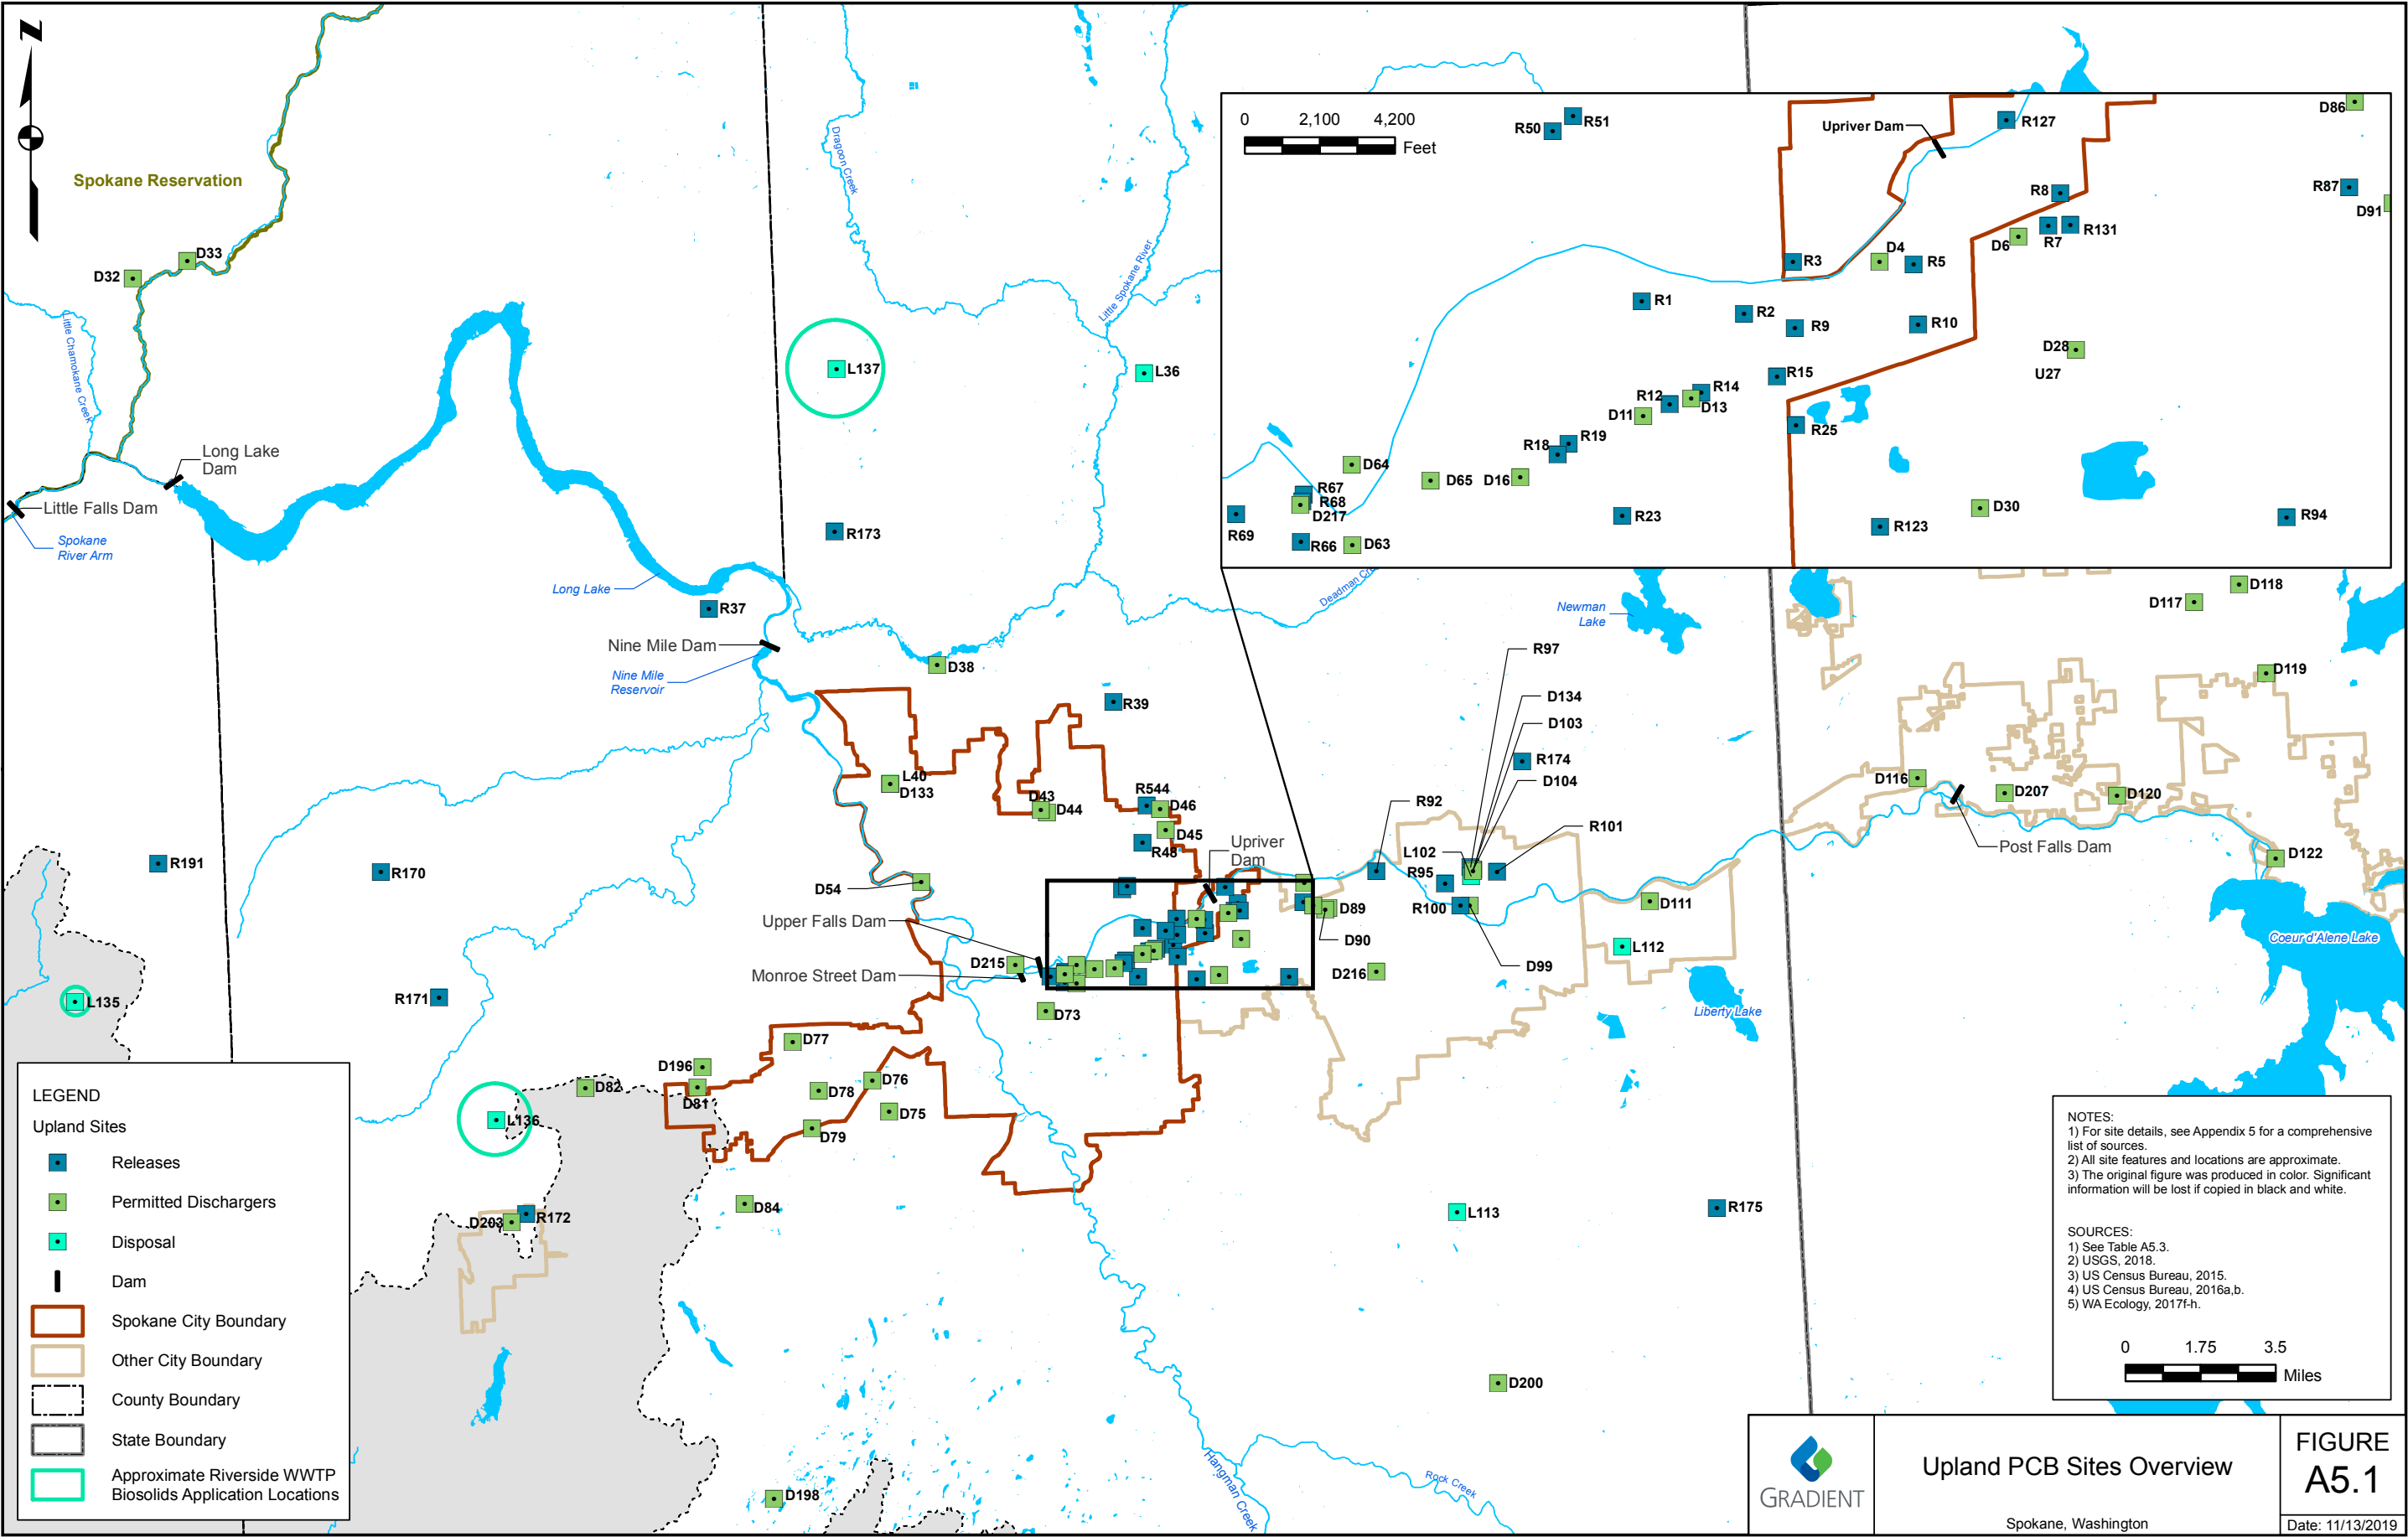 N
Spokane Reservation
D33
D32
Little Chamokane Creek
Long Lake
Dam
Little Falls Dam
Spokane
River Arm
Dragoon Creek
Little Spokane River
L137
L36
R173
Long Lake
R37
Nine Mile Dam
Nine Mile
Reservoir
D38
R39
Deadman Cre
Newman
Lake
0 2,100 4,200
Feet
R50
R51
Upriver Dam
R127
D86
R8
R87
D91
R7
R131
D6
D4
R5
R3
R1
R2
R9
R10
D28
U27
R15
R14
R12
D13
D11
R25
R19
R18
D64
D65
D16
R67
R68
D217
R69
R66
D63
R23
R123
D30
R94
D118
D117
D119
R97
D134
D103
R174
D104
L40
D133
D43
D44
R544
D46
D45
R48
R92
R101
D116
D207
D120
Post Falls Dam
D122
Upriver
Dam
L102
R95
R100
D111
R191
R170
D54
Upper Falls Dam
D89
D90
D215
Monroe Street Dam
D216
D99
L112
Coeur d'Alene Lake
Liberty Lake
L135
R171
D73
D77
D196
D82
D81
D78
D76
D75
D79
L136
D84
D203
R172
L113
R175
D200
D198
Hangman Creek
Rock Creek
LEGEND
Upland Sites
Releases
Permitted Dischargers
Disposal
Dam
Spokane City Boundary
Other City Boundary
County Boundary
State Boundary
Approximate Riverside WWTP
Biosolids Application Locations
NOTES:
1) For site details, see Appendix 5 for a comprehensive
list of sources.
2) All site features and locations are approximate.
3) The original figure was produced in color. Significant
information will be lost if copied in black and white.
SOURCES:
1) See Table A5.3.
2) USGS, 2018.
3) US Census Bureau, 2015.
4) US Census Bureau, 2016a,b.
5) WA Ecology, 2017f-h.
0 1.75 3.5
Miles
GRADIENT
Upland PCB Sites Overview
Spokane, Washington
FIGURE
A5.1
Date: 11/13/2019